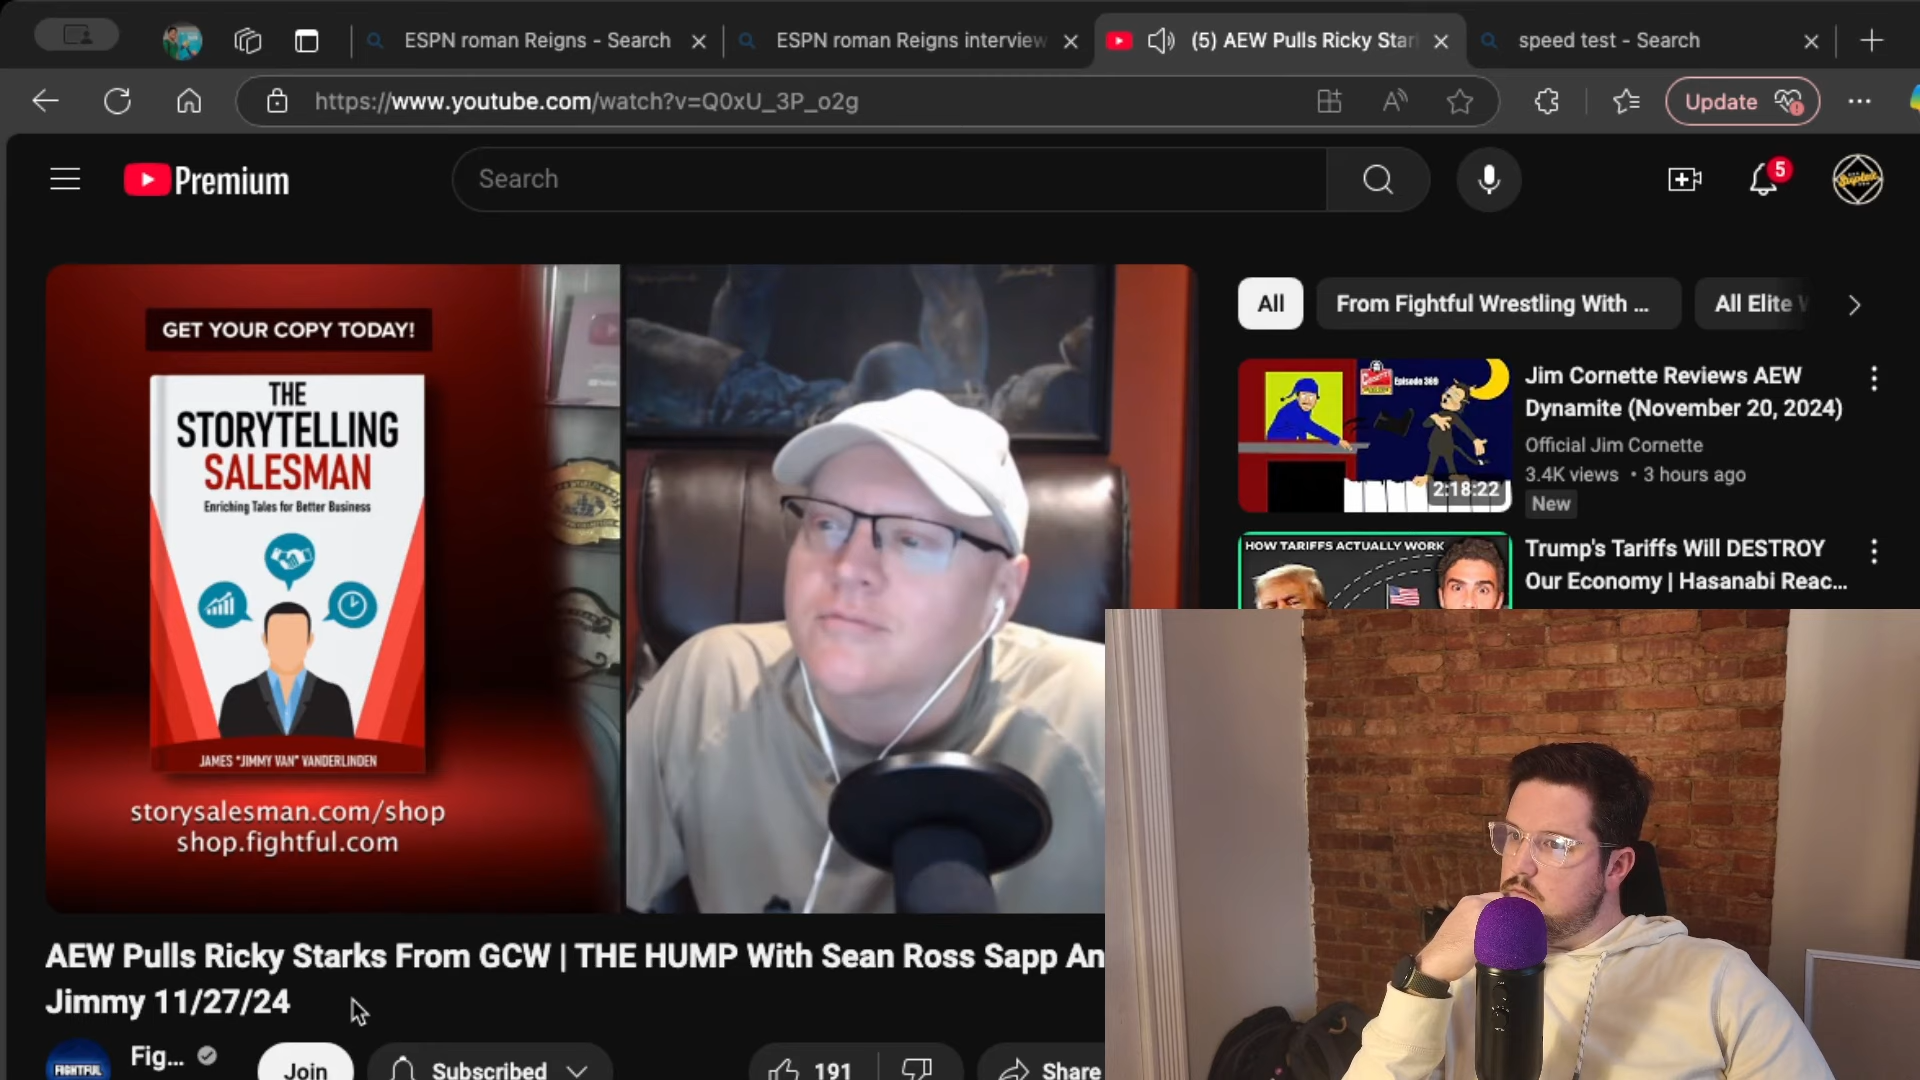 ESPN roman Reigns - Search
ESPN roman Reigns interview
(5) AEW Pulls Ricky Star
speed test - Search
https://www.youtube.com/watch?v=Q0xU_3P_o2g
Update
Premium
Search
5
GET YOUR COPY TODAY!
THE
STORYTELLING
SALESMAN
Enriching Tales for Better Business
JAMES "JIMMY VAN" VANDERLINDEN
storysalesman.com/shop
shop.fightful.com
All
From Fightful Wrestling With ...
All Elite
Episode 369
2:18:22
Jim Cornette Reviews AEW
Dynamite (November 20, 2024)
Official Jim Cornette
3.4K views • 3 hours ago
New
HOW TARIFFS ACTUALLY WORK
Trump's Tariffs Will DESTROY
Our Economy | Hasanabi Reac...
AEW Pulls Ricky Starks From GCW | THE HUMP With Sean Ross Sapp An
Jimmy 11/27/24
FIGHTFUL
Fig...
Join
Subscribed
191
Share